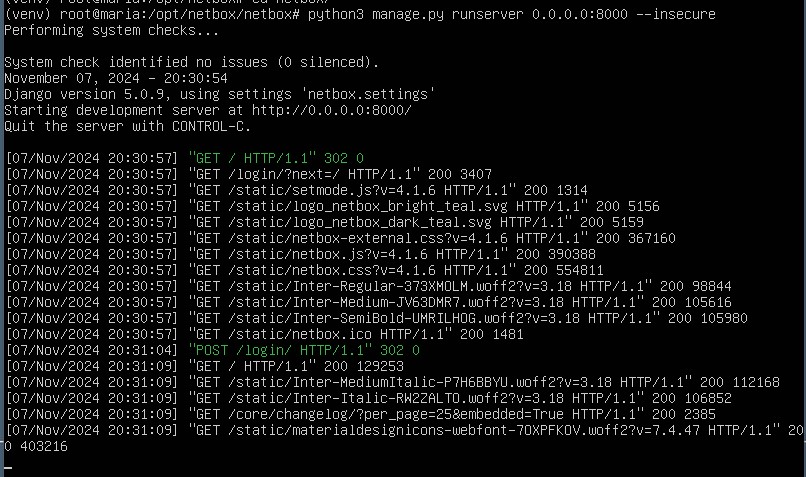 (venv) root@maria:/opt/netbox# cd netbox/
(venv) root@maria:/opt/netbox/netbox# python3 manage.py runserver 0.0.0.0:8000 --insecure
Performing system checks...
System check identified no issues (0 silenced).
November 07, 2024 - 20:30:54
Django version 5.0.9, using settings 'netbox.settings'
Starting development server at http://0.0.0.0:8000/
Quit the server with CONTROL-C.
[07/Nov/2024 20:30:57] "GET / HTTP/1.1" 302 0
[07/Nov/2024 20:30:57] "GET /login/?next=/ HTTP/1.1" 200 3407
[07/Nov/2024 20:30:57] "GET /static/setmode.js?v=4.1.6 HTTP/1.1" 200 1314
[07/Nov/2024 20:30:57] "GET /static/logo_netbox_bright_teal.svg HTTP/1.1" 200 5156
[07/Nov/2024 20:30:57] "GET /static/logo_netbox_dark_teal.svg HTTP/1.1" 200 5159
[07/Nov/2024 20:30:57] "GET /static/netbox-external.css?v=4.1.6 HTTP/1.1" 200 367160
[07/Nov/2024 20:30:57] "GET /static/netbox.js?v=4.1.6 HTTP/1.1" 200 390388
[07/Nov/2024 20:30:57] "GET /static/netbox.css?v=4.1.6 HTTP/1.1" 200 554811
[07/Nov/2024 20:30:57] "GET /static/Inter-Regular-373XMOLM.woff2?v=3.18 HTTP/1.1" 200 98844
[07/Nov/2024 20:30:57] "GET /static/Inter-Medium-JV63DMR7.woff2?v=3.18 HTTP/1.1" 200 105616
[07/Nov/2024 20:30:57] "GET /static/Inter-SemiBold-UMRILHOG.woff2?v=3.18 HTTP/1.1" 200 105980
[07/Nov/2024 20:30:57] "GET /static/netbox.ico HTTP/1.1" 200 1481
[07/Nov/2024 20:31:04] "POST /login/ HTTP/1.1" 302 0
[07/Nov/2024 20:31:09] "GET / HTTP/1.1" 200 129253
[07/Nov/2024 20:31:09] "GET /static/Inter-MediumItalic-P7H6BBYU.woff2?v=3.18 HTTP/1.1" 200 112168
[07/Nov/2024 20:31:09] "GET /static/Inter-Italic-RW2ZALTO.woff2?v=3.18 HTTP/1.1" 200 106852
[07/Nov/2024 20:31:09] "GET /core/changelog/?per_page=25&embedded=True HTTP/1.1" 200 2385
[07/Nov/2024 20:31:09] "GET /static/materialdesignicons-webfont-7OXPFKOV.woff2?v=7.4.47 HTTP/1.1" 20
0 403216